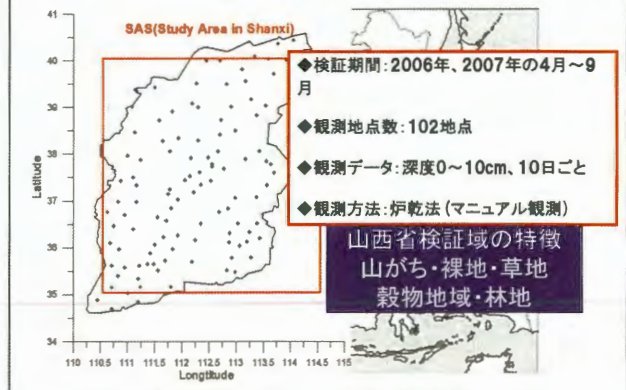 SAS(Study Area in Shanxi)
◆検証期間:2006年、2007年の4月～9
月
◆観測地点数:102地点
◆観測データ:深度0～10cm、10日ごと
◆観測方法:炉乾法(マニュアル観測)
山西省検証域の特徴
山がち・裸地・草地
穀物地域・林地
Latitude
41
40
39
38
37
36
35
34
110 110.5 111 111.5 112 112.5 113 113.5 114 114.5 115
Longtitude